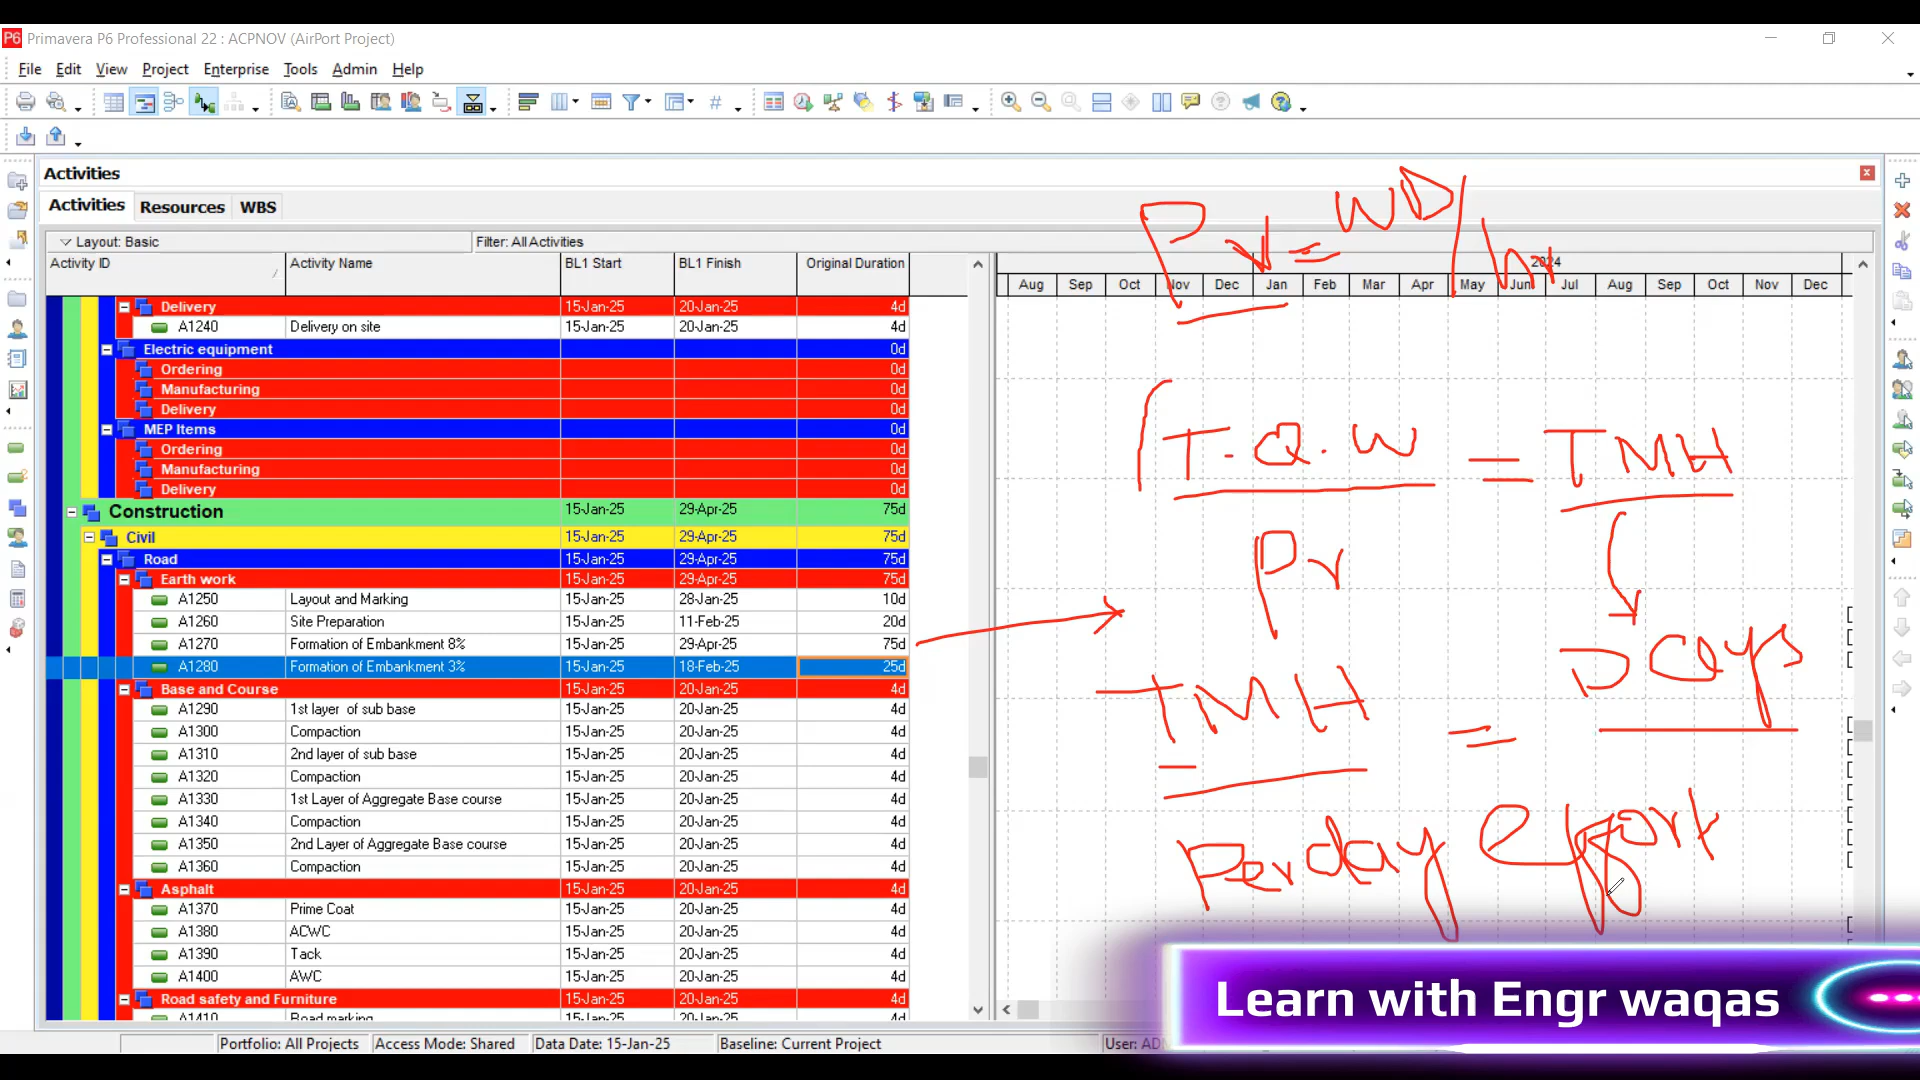 P6 Primavera P6 Professional 22 : ACPNOV (AirPort Project)
File Edit View Project Enterprise Tools Admin Help
Activities
Activities Resources WBS
Layout: Basic Filter: All Activities
Activity ID Activity Name BL1 Start BL1 Finish Original Duration
Delivery 15-Jan-25 20-Jan-25 4d
A1240 Delivery on site 15-Jan-25 20-Jan-25 4d
Electric equipment 0d
Ordering 0d
Manufacturing 0d
Delivery 0d
MEP Items 0d
Ordering 0d
Manufacturing 0d
Delivery 0d
Construction 15-Jan-25 29-Apr-25 75d
Civil 15-Jan-25 29-Apr-25 75d
Road 15-Jan-25 29-Apr-25 75d
Earth work 15-Jan-25 29-Apr-25 75d
A1250 Layout and Marking 15-Jan-25 28-Jan-25 10d
A1260 Site Preparation 15-Jan-25 11-Feb-25 20d
A1270 Formation of Embankment 8% 15-Jan-25 29-Apr-25 75d
A1280 Formation of Embankment 3% 15-Jan-25 18-Feb-25 25d
Base and Course 15-Jan-25 20-Jan-25 4d
A1290 1st layer of sub base 15-Jan-25 20-Jan-25 4d
A1300 Compaction 15-Jan-25 20-Jan-25 4d
A1310 2nd layer of sub base 15-Jan-25 20-Jan-25 4d
A1320 Compaction 15-Jan-25 20-Jan-25 4d
A1330 1st Layer of Aggregate Base course 15-Jan-25 20-Jan-25 4d
A1340 Compaction 15-Jan-25 20-Jan-25 4d
A1350 2nd Layer of Aggregate Base course 15-Jan-25 20-Jan-25 4d
A1360 Compaction 15-Jan-25 20-Jan-25 4d
Asphalt 15-Jan-25 20-Jan-25 4d
A1370 Prime Coat 15-Jan-25 20-Jan-25 4d
A1380 ACWC 15-Jan-25 20-Jan-25 4d
A1390 Tack 15-Jan-25 20-Jan-25 4d
A1400 AWC 15-Jan-25 20-Jan-25 4d
Road safety and Furniture 15-Jan-25 20-Jan-25 4d
A1410 Road marking 15-Jan-25 20-Jan-25 4d
2024
Aug Sep Oct Nov Dec Jan Feb Mar Apr May Jun Jul Aug Sep Oct Nov Dec
Pr = WD/hr
T.Q.W = TMH
Pr
Days
TMH =
Per day effort
Learn with Engr waqas
Portfolio: All Projects Access Mode: Shared Data Date: 15-Jan-25 Baseline: Current Project User: